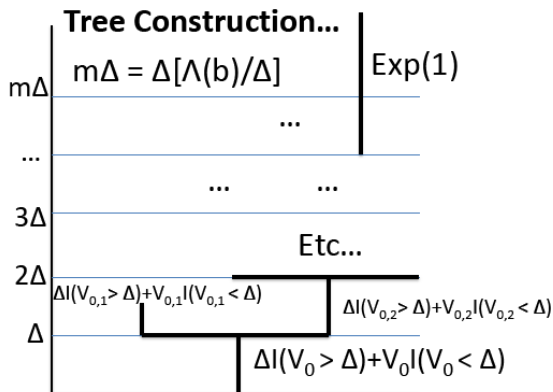 Tree Construction...
mΔ = Δ[Λ(b)/Δ]
Exp(1)
mΔ
...
...
... ...
3Δ
Etc...
2Δ
ΔI(V0,1> Δ)+V0,1I(V0,1 < Δ)
ΔI(V0,2> Δ)+V0,2I(V0,2 < Δ)
Δ
ΔI(V0 > Δ)+V0I(V0 < Δ)